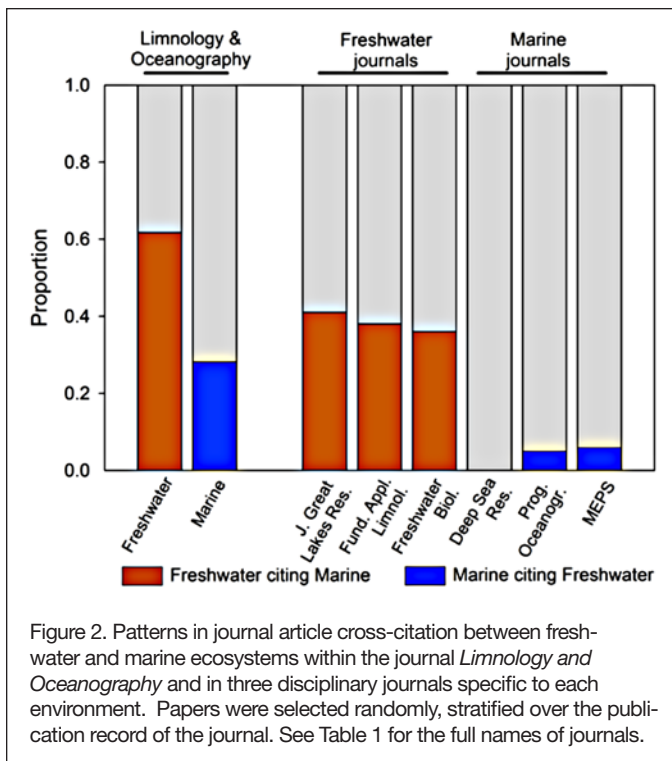 Limnology & Oceanography
Freshwater journals
Marine journals
1.0
0.8
0.6
0.4
0.2
0.0
Proportion
Freshwater
Marine
J. Great Lakes Res.
Fund. Appl. Limnol.
Freshwater Biol.
Deep Sea Res.
Prog. Oceanogr.
MEPS
Freshwater citing Marine
Marine citing Freshwater
Figure 2. Patterns in journal article cross-citation between fresh-
water and marine ecosystems within the journal Limnology and
Oceanography and in three disciplinary journals specific to each
environment. Papers were selected randomly, stratified over the publi-
cation record of the journal. See Table 1 for the full names of journals.